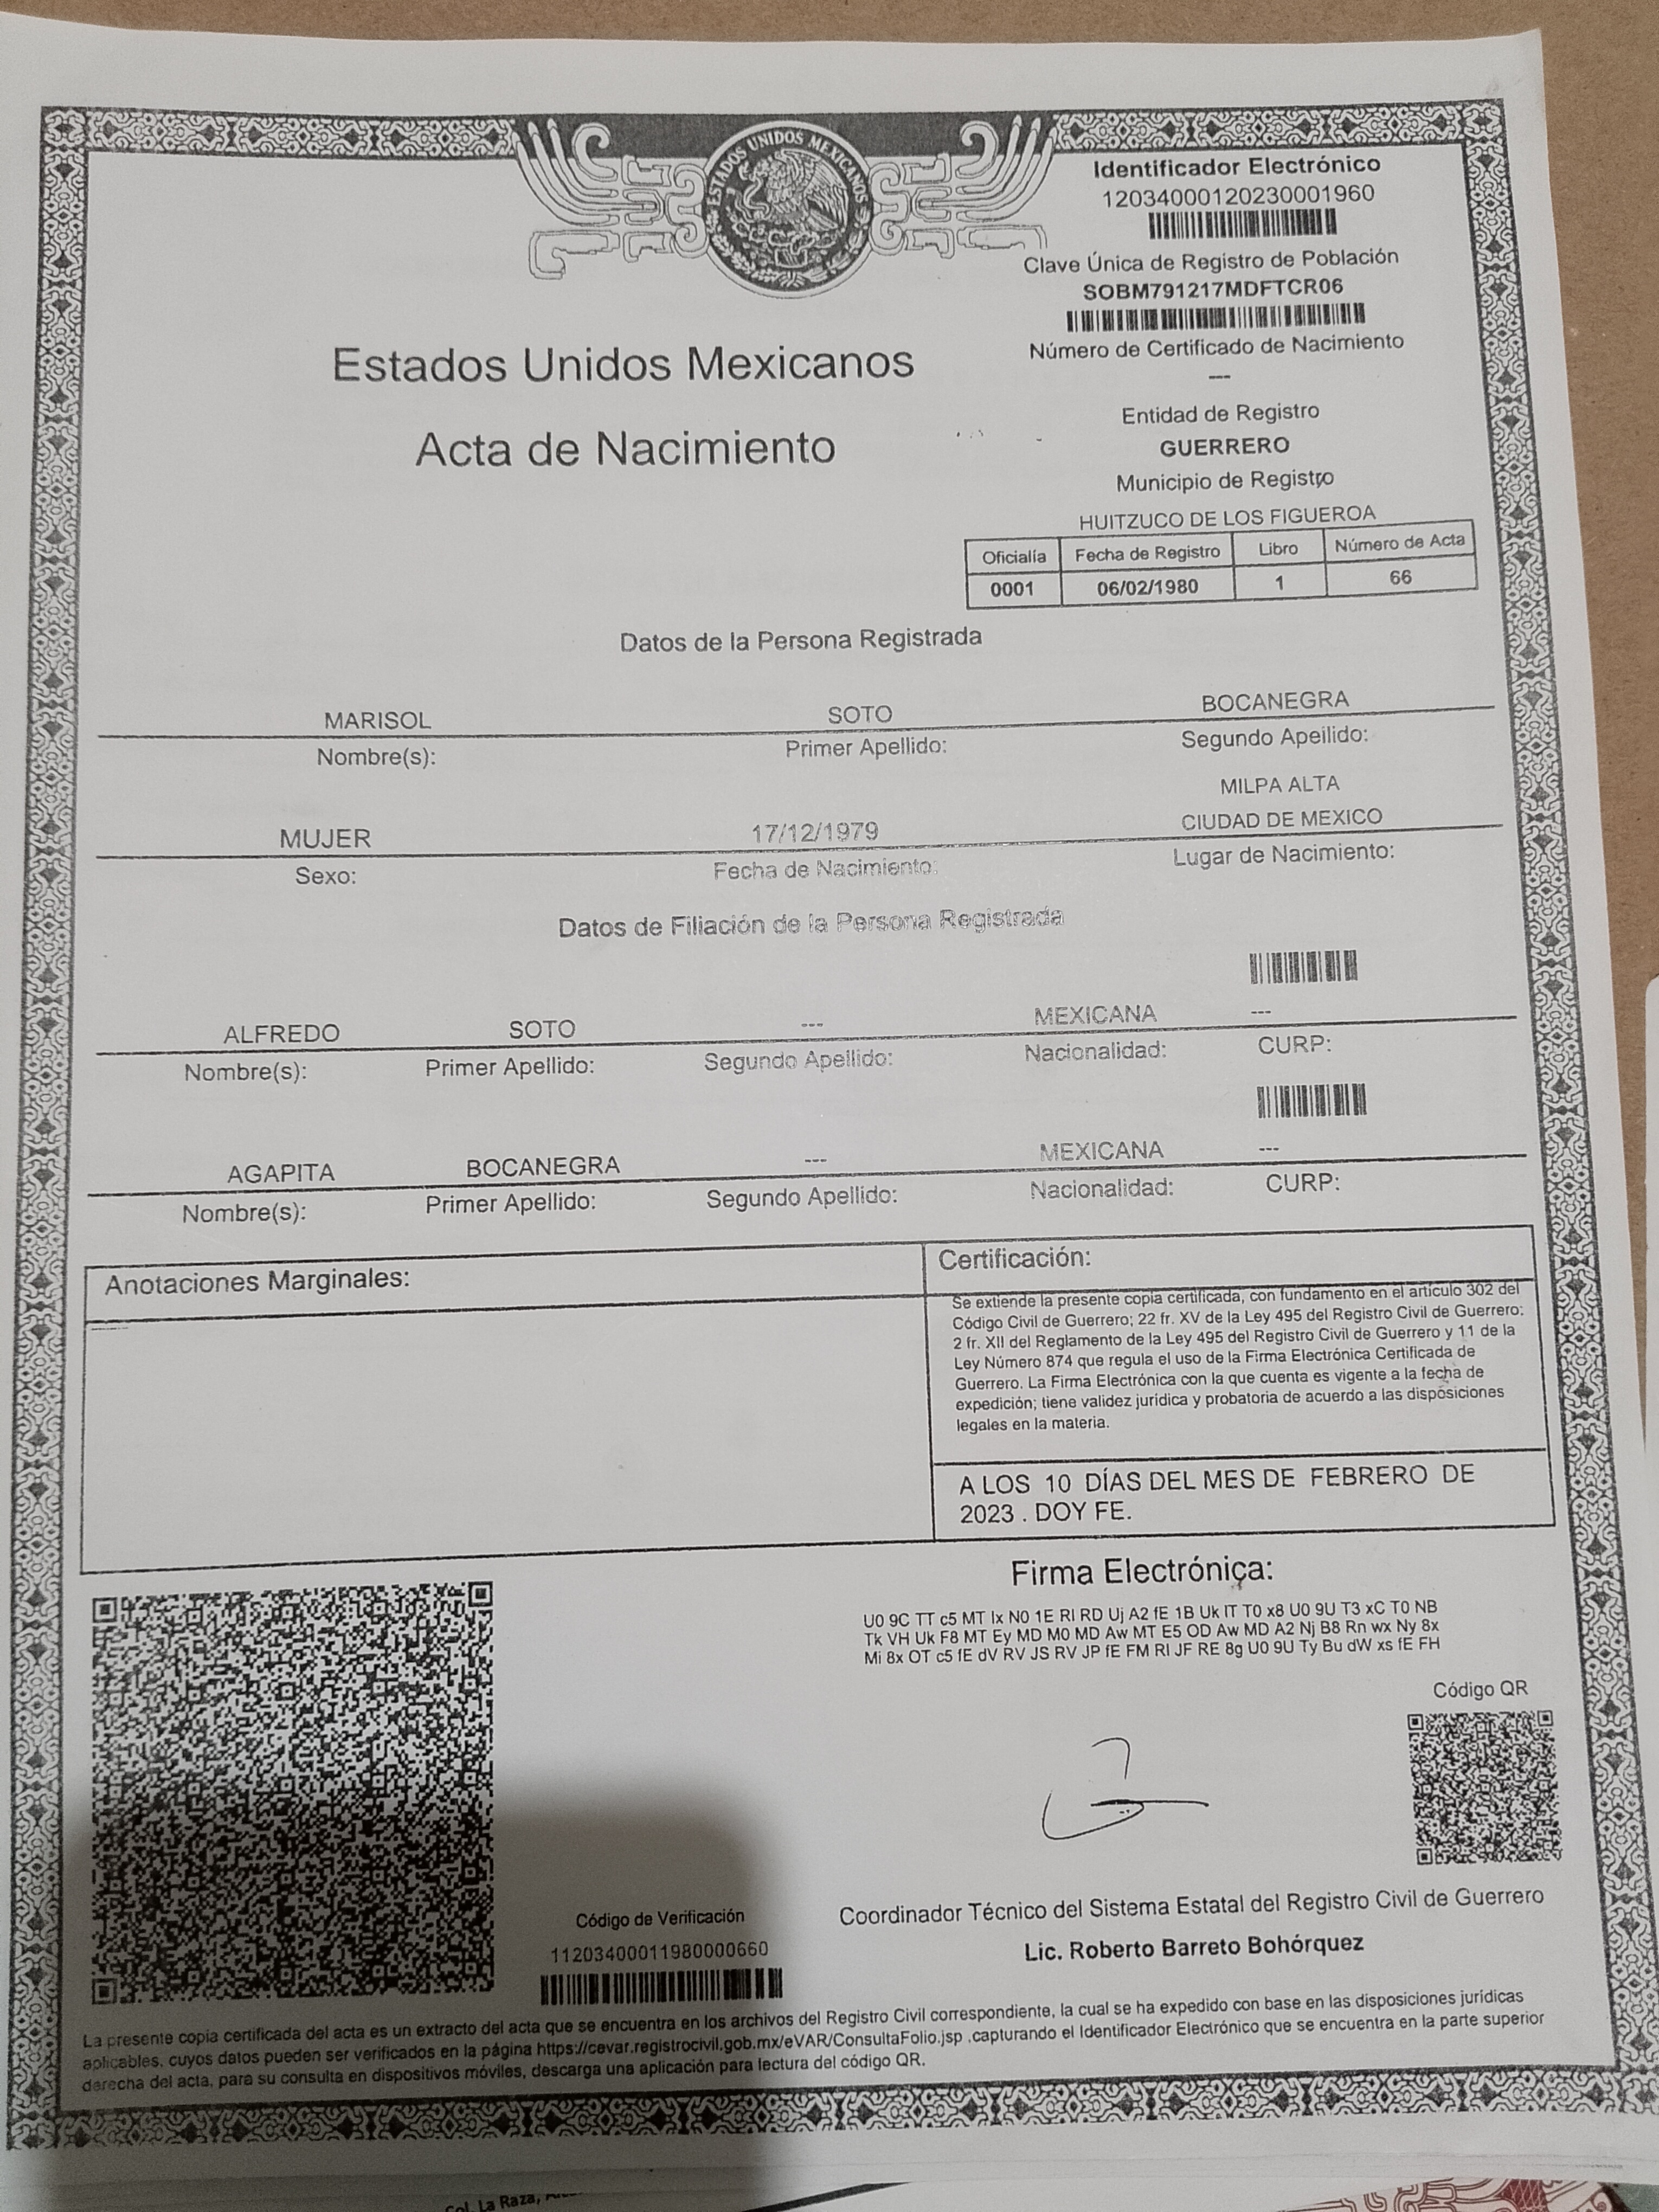 ESTADOS UNIDOS MEXICANOS
Identificador Electrónico
12034000120230001960
Clave Única de Registro de Población
SOBM791217MDFTCR06
Número de Certificado de Nacimiento
---
Estados Unidos Mexicanos
Acta de Nacimiento
Entidad de Registro
GUERRERO
Municipio de Registro
HUITZUCO DE LOS FIGUEROA
Oficialía Fecha de Registro Libro Número de Acta
0001 06/02/1980 1 66
Datos de la Persona Registrada
MARISOL SOTO BOCANEGRA
Nombre(s): Primer Apellido: Segundo Apellido:
MILPA ALTA
MUJER 17/12/1979 CIUDAD DE MEXICO
Sexo: Fecha de Nacimiento: Lugar de Nacimiento:
Datos de Filiación de la Persona Registrada
ALFREDO SOTO --- MEXICANA ---
Nombre(s): Primer Apellido: Segundo Apellido: Nacionalidad: CURP:
AGAPITA BOCANEGRA --- MEXICANA ---
Nombre(s): Primer Apellido: Segundo Apellido: Nacionalidad: CURP:
Anotaciones Marginales:
Certificación:
Se extiende la presente copia certificada, con fundamento en el artículo 302 del
Código Civil de Guerrero; 22 fr. XV de la Ley 495 del Registro Civil de Guerrero;
2 fr. XII del Reglamento de la Ley 495 del Registro Civil de Guerrero y 11 de la
Ley Número 874 que regula el uso de la Firma Electrónica Certificada de
Guerrero. La Firma Electrónica con la que cuenta es vigente a la fecha de
expedición; tiene validez jurídica y probatoria de acuerdo a las disposiciones
legales en la materia.
A LOS 10 DÍAS DEL MES DE FEBRERO DE
2023 . DOY FE.
Firma Electrónica:
U0 9C TT c5 MT Ix N0 1E RI RD Uj A2 fE 1B Uk lT T0 x8 U0 9U T3 xC T0 NB
Tk VH Uk F8 MT Ey MD M0 MD Aw MT E5 OD Aw MD A2 Nj B8 Rn wx Ny 8x
Mi 8x OT c5 fE dV RV JS RV JP fE FM RI JF RE 8g U0 9U Ty Bu dW xs fE FH
Código QR
Código de Verificación
11203400011980000660
Coordinador Técnico del Sistema Estatal del Registro Civil de Guerrero
Lic. Roberto Barreto Bohórquez
La presente copia certificada del acta es un extracto del acta que se encuentra en los archivos del Registro Civil correspondiente, la cual se ha expedido con base en las disposiciones jurídicas
aplicables, cuyos datos pueden ser verificados en la página https://cevar.registrocivil.gob.mx/eVAR/ConsultaFolio.jsp .capturando el Identificador Electrónico que se encuentra en la parte superior
derecha del acta, para su consulta en dispositivos móviles, descarga una aplicación para lectura del código QR.
Col. La Raza,